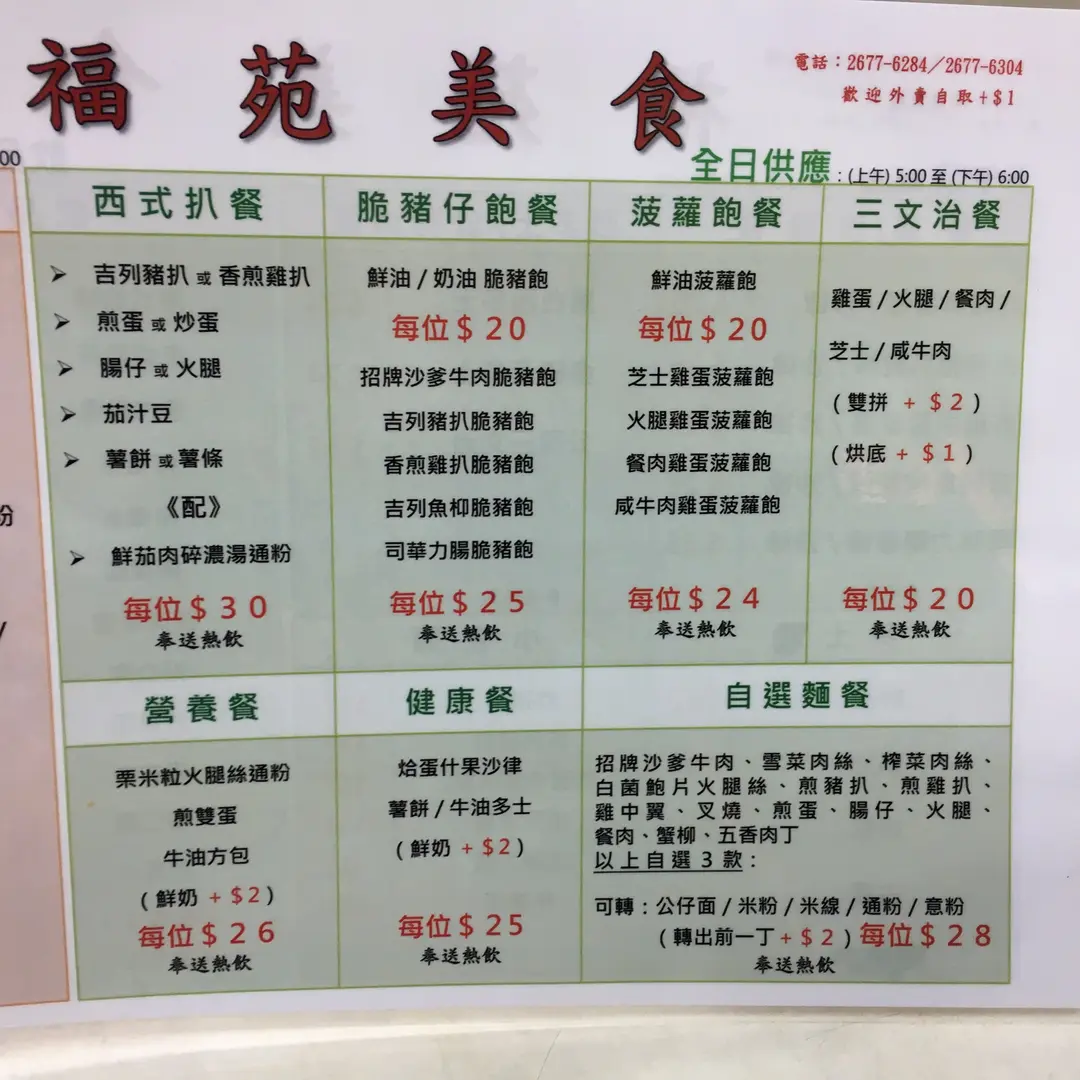 福苑美食
電話：2677-6284／2677-6304
歡迎外賣自取+$1
00
全日供應：(上午) 5:00 至 (下午) 6:00
西式扒餐
吉列豬扒 或 香煎雞扒
煎蛋 或 炒蛋
腸仔 或 火腿
茄汁豆
薯餅 或 薯條
《配》
鮮茄肉碎濃湯通粉
每位＄30
奉送熱飲
脆豬仔飽餐
鮮油 / 奶油 脆豬飽
每位＄20
招牌沙爹牛肉脆豬飽
吉列豬扒脆豬飽
香煎雞扒脆豬飽
吉列魚柳脆豬飽
司華力腸脆豬飽
每位＄25
奉送熱飲
菠蘿飽餐
鮮油菠蘿飽
每位＄20
芝士雞蛋菠蘿飽
火腿雞蛋菠蘿飽
餐肉雞蛋菠蘿飽
咸牛肉雞蛋菠蘿飽
每位＄24
奉送熱飲
三文治餐
雞蛋 / 火腿 / 餐肉 /
芝士 / 咸牛肉
( 雙拼 + ＄2 )
( 烘底 + ＄1 )
每位＄20
奉送熱飲
粉
/
營養餐
栗米粒火腿絲通粉
煎雙蛋
牛油方包
( 鮮奶 + $2 )
每位＄26
奉送熱飲
健康餐
烚蛋什果沙律
薯餅 / 牛油多士
( 鮮奶 + $2 )
每位＄25
奉送熱飲
自選麵餐
招牌沙爹牛肉、雪菜肉絲、榨菜肉絲、
白菌鮑片火腿絲、煎豬扒、煎雞扒、
雞中翼、叉燒、煎蛋、腸仔、火腿、
餐肉、蟹柳、五香肉丁
以上自選3款：
可轉：公仔面 / 米粉 / 米線 / 通粉 / 意粉
( 轉出前一丁 + ＄2 ) 每位＄28
奉送熱飲